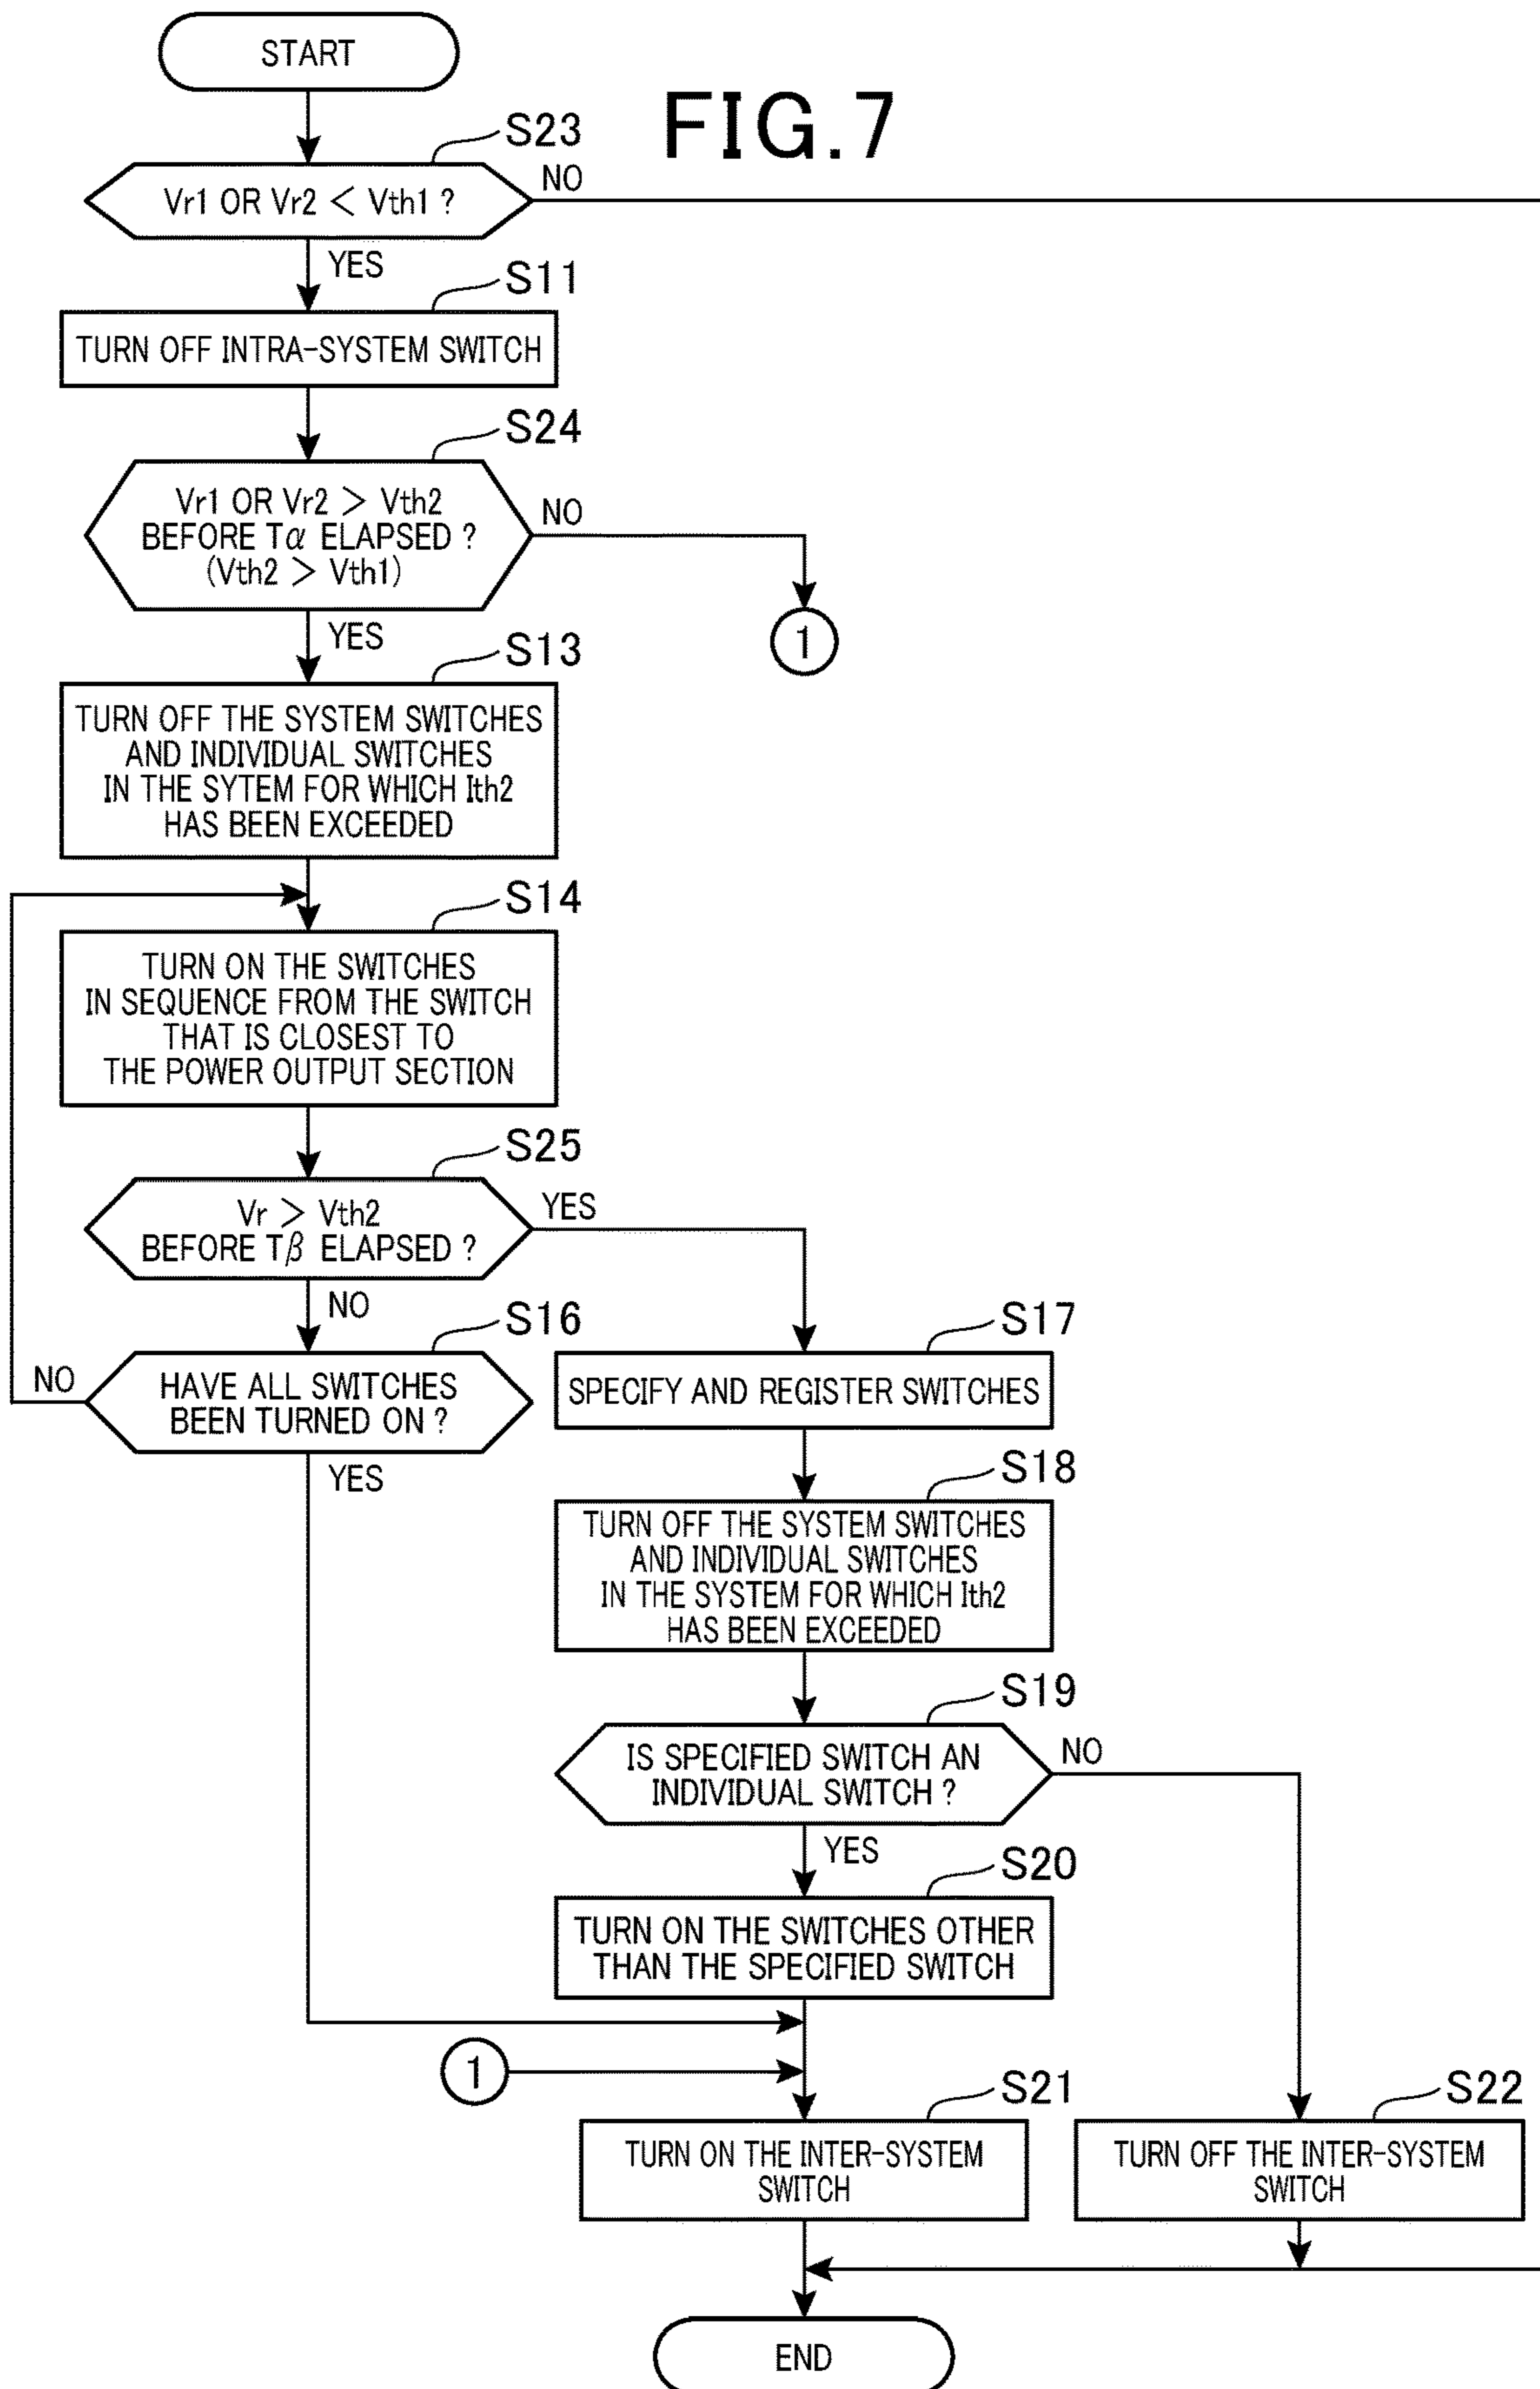 START
FIG.7
S23
Vr1 OR Vr2 < Vth1 ?
NO
YES
S11
TURN OFF INTRA-SYSTEM SWITCH
S24
Vr1 OR Vr2 > Vth2
BEFORE Tα ELAPSED ?
(Vth2 > Vth1)
NO
1
YES
S13
TURN OFF THE SYSTEM SWITCHES
AND INDIVIDUAL SWITCHES
IN THE SYTEM FOR WHICH Ith2
HAS BEEN EXCEEDED
S14
TURN ON THE SWITCHES
IN SEQUENCE FROM THE SWITCH
THAT IS CLOSEST TO
THE POWER OUTPUT SECTION
S25
Vr > Vth2
BEFORE Tβ ELAPSED ?
YES
NO
S16
HAVE ALL SWITCHES
BEEN TURNED ON ?
NO
YES
S17
SPECIFY AND REGISTER SWITCHES
S18
TURN OFF THE SYSTEM SWITCHES
AND INDIVIDUAL SWITCHES
IN THE SYSTEM FOR WHICH Ith2
HAS BEEN EXCEEDED
S19
IS SPECIFIED SWITCH AN
INDIVIDUAL SWITCH ?
NO
YES
S20
TURN ON THE SWITCHES OTHER
THAN THE SPECIFIED SWITCH
1
S21
TURN ON THE INTER-SYSTEM
SWITCH
S22
TURN OFF THE INTER-SYSTEM
SWITCH
END